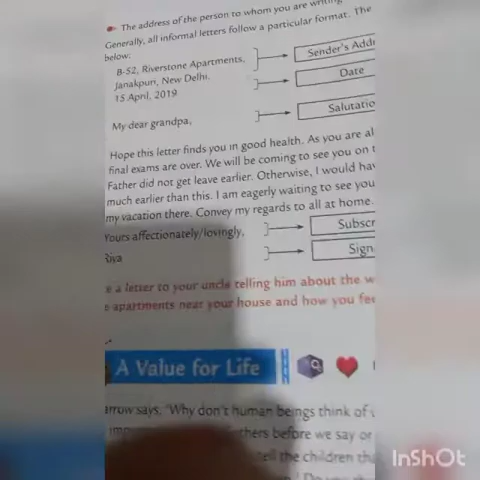 The address of the person to whom you are writing
Generally, all informal letters follow a particular format. The
below:
B-52, Riverstone Apartments,
Janakpuri, New Delhi.
15 April, 2019
Sender's Addr
Date
My dear grandpa,
Salutatio
Hope this letter finds you in good health. As you are al
final exams are over. We will be coming to see you on t
Father did not get leave earlier. Otherwise, I would hav
much earlier than this. I am eagerly waiting to see you
my vacation there. Convey my regards to all at home.
Yours affectionately/lovingly,
Subscr
Riya
Sign
e a letter to your uncle telling him about the w
apartments near your house and how you fee
A Value for Life
arrow says, 'Why don't human beings think of
thers before we say or
tell the children tha
InShOt